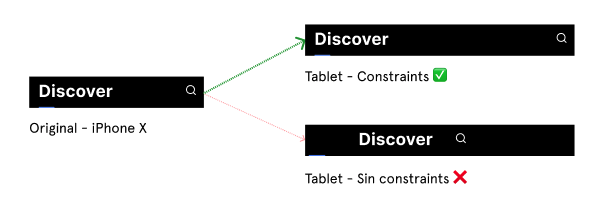 Discover
Tablet - Constraints ✅
Discover
Original - iPhone X
Discover
Tablet - Sin constraints ❌